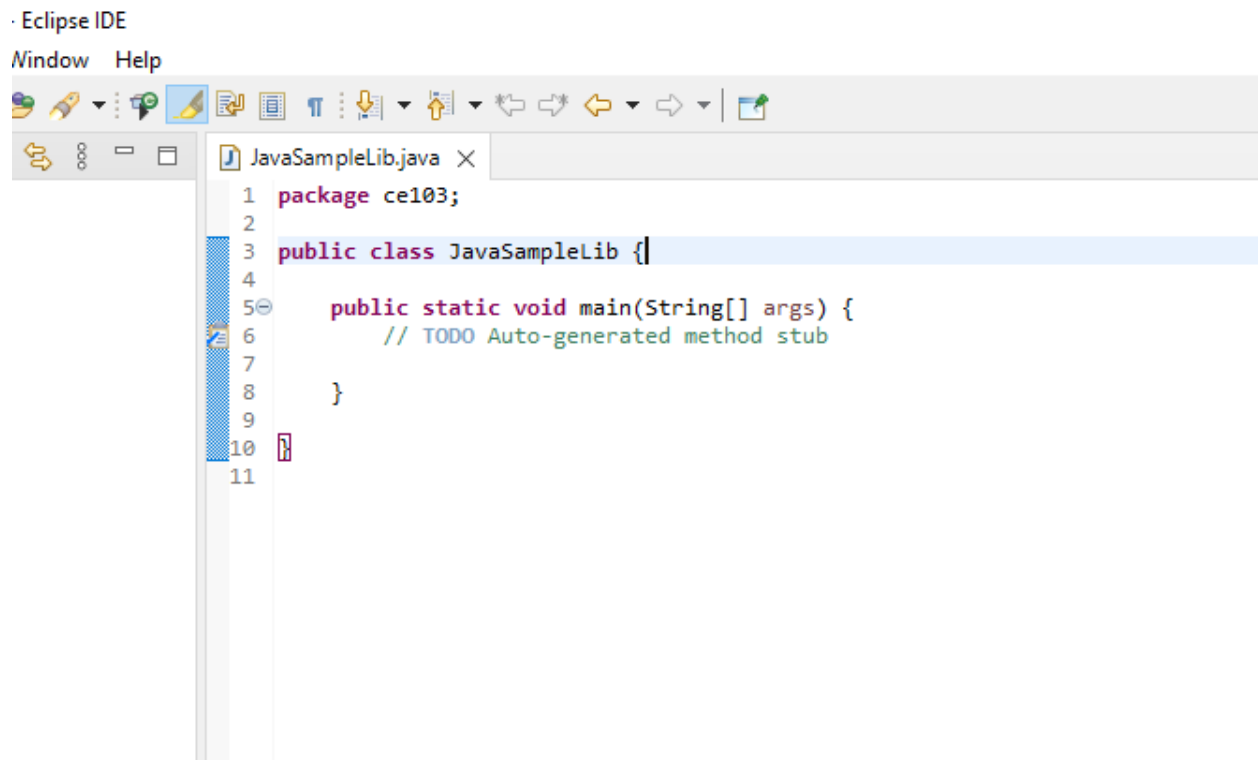 - Eclipse IDE
Window Help
JavaSampleLib.java
1 package ce103;
2
3 public class JavaSampleLib {
4
5 public static void main(String[] args) {
6 // TODO Auto-generated method stub
7
8 }
9
10 }
11